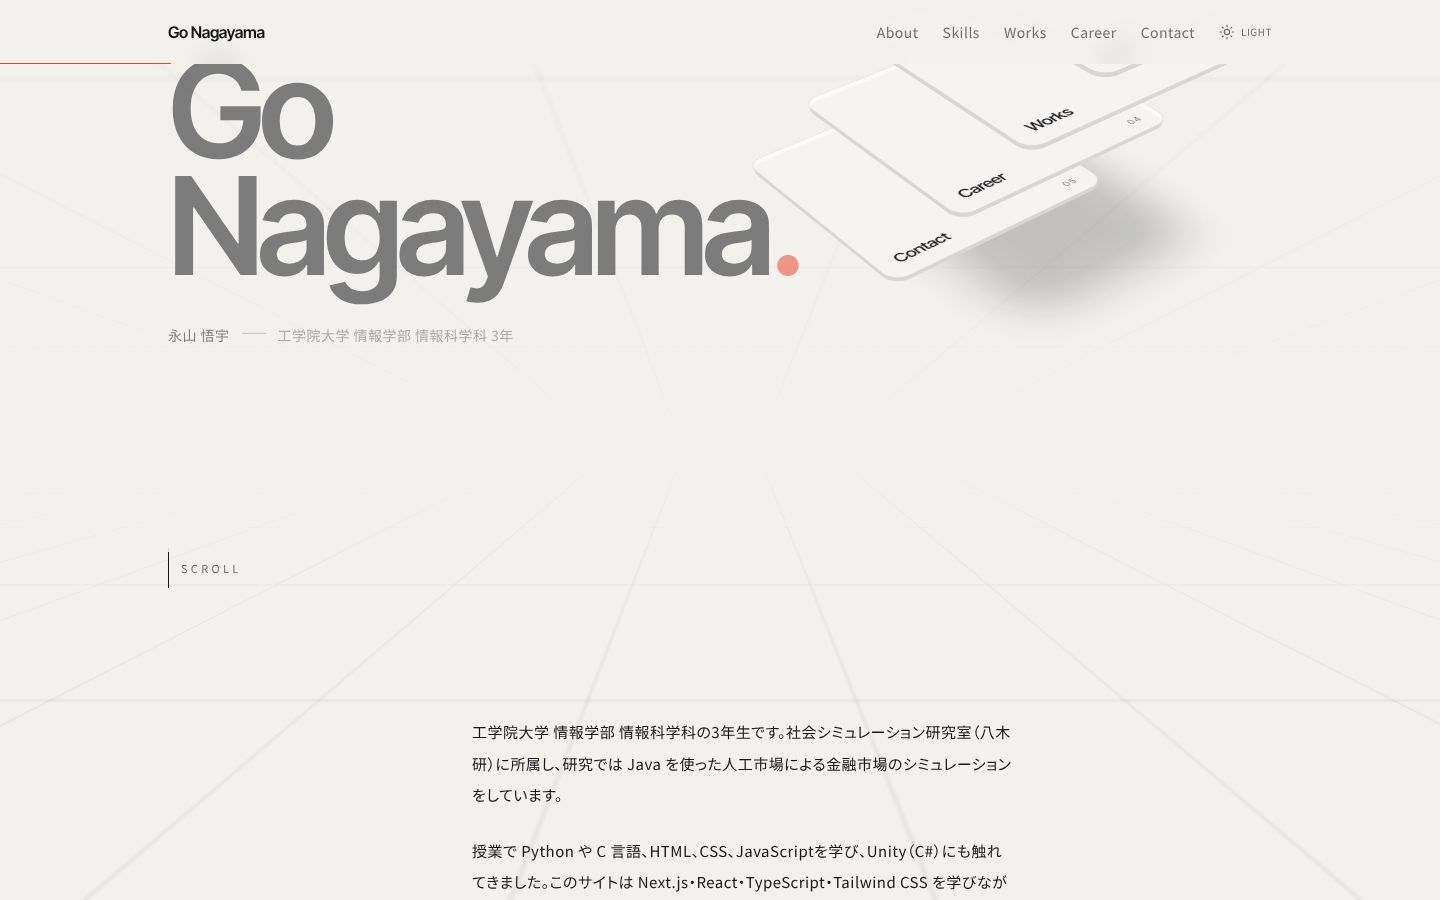 Go Nagayama
About
Skills
Works
Career
Contact
LIGHT
Go
Nagayama.
Works
04
Career
05
Contact
永山 悟宇
工学院大学 情報学部 情報科学科 3年
SCROLL
工学院大学 情報学部 情報科学科の3年生です。社会シミュレーション研究室（八木
研）に所属し、研究では Java を使った人工市場による金融市場のシミュレーション
をしています。
授業で Python や C 言語、HTML、CSS、JavaScriptを学び、Unity（C#）にも触れ
てきました。このサイトは Next.js・React・TypeScript・Tailwind CSS を学びなが